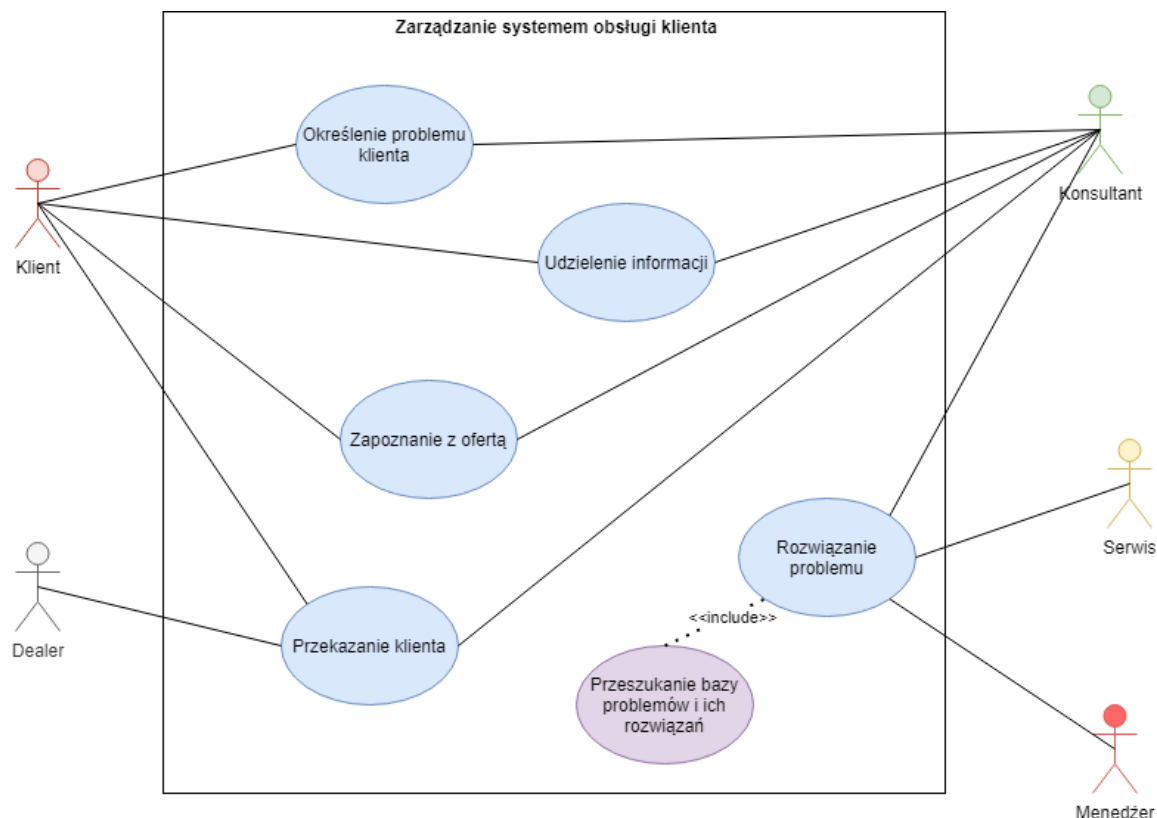 Zarządzanie systemem obsługi klienta
Określenie problemu
klienta
Konsultant
Klient
Udzielenie informacji
Zapoznanie z ofertą
Rozwiązanie
problemu
Serwis
<<include>>
Dealer
Przekazanie klienta
Przeszukanie bazy
problemów i ich
rozwiązań
Menedżer